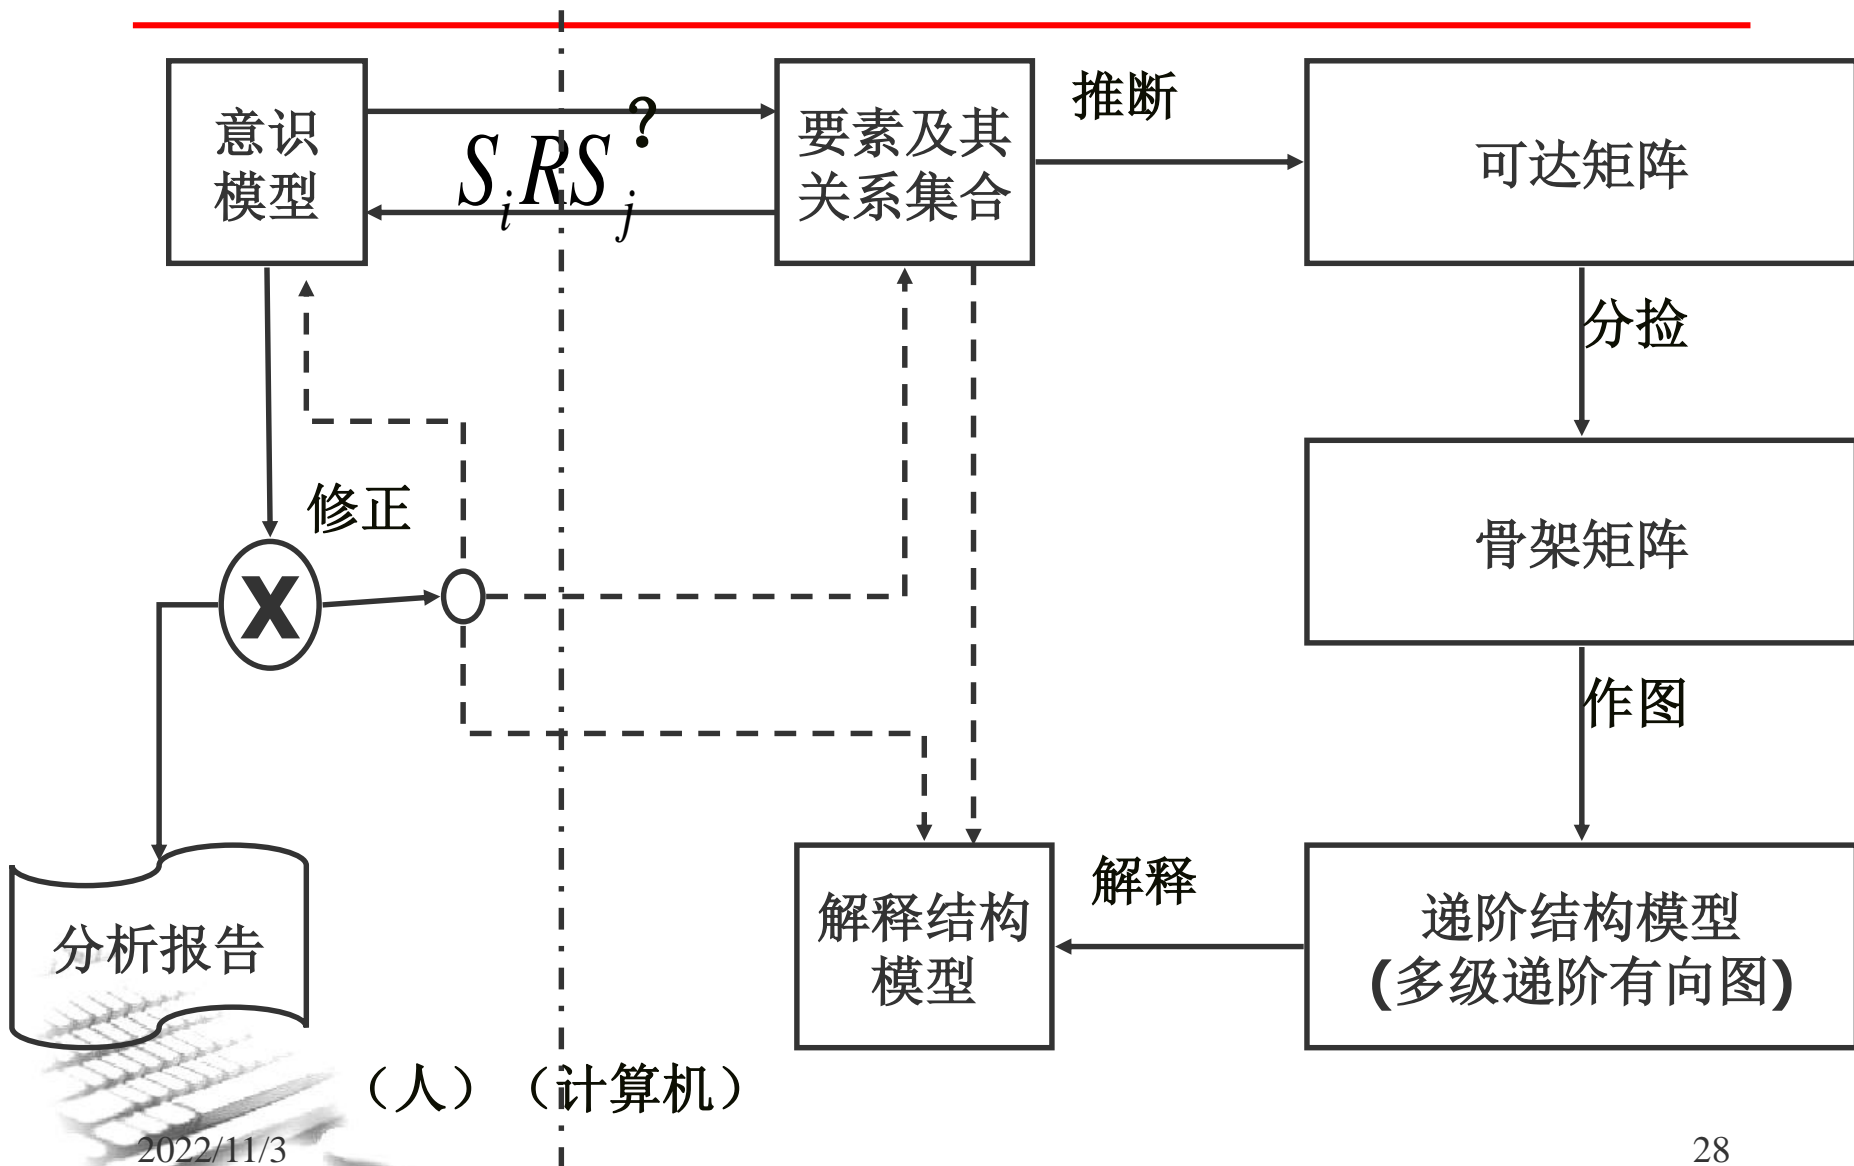 意识
模型
S_i R S_j ?
要素及其
关系集合
推断
可达矩阵
分捡
修正
X
骨架矩阵
作图
分析报告
解释结构
模型
解释
递阶结构模型
(多级递阶有向图)
（人）（计算机）
2022/11/3
28